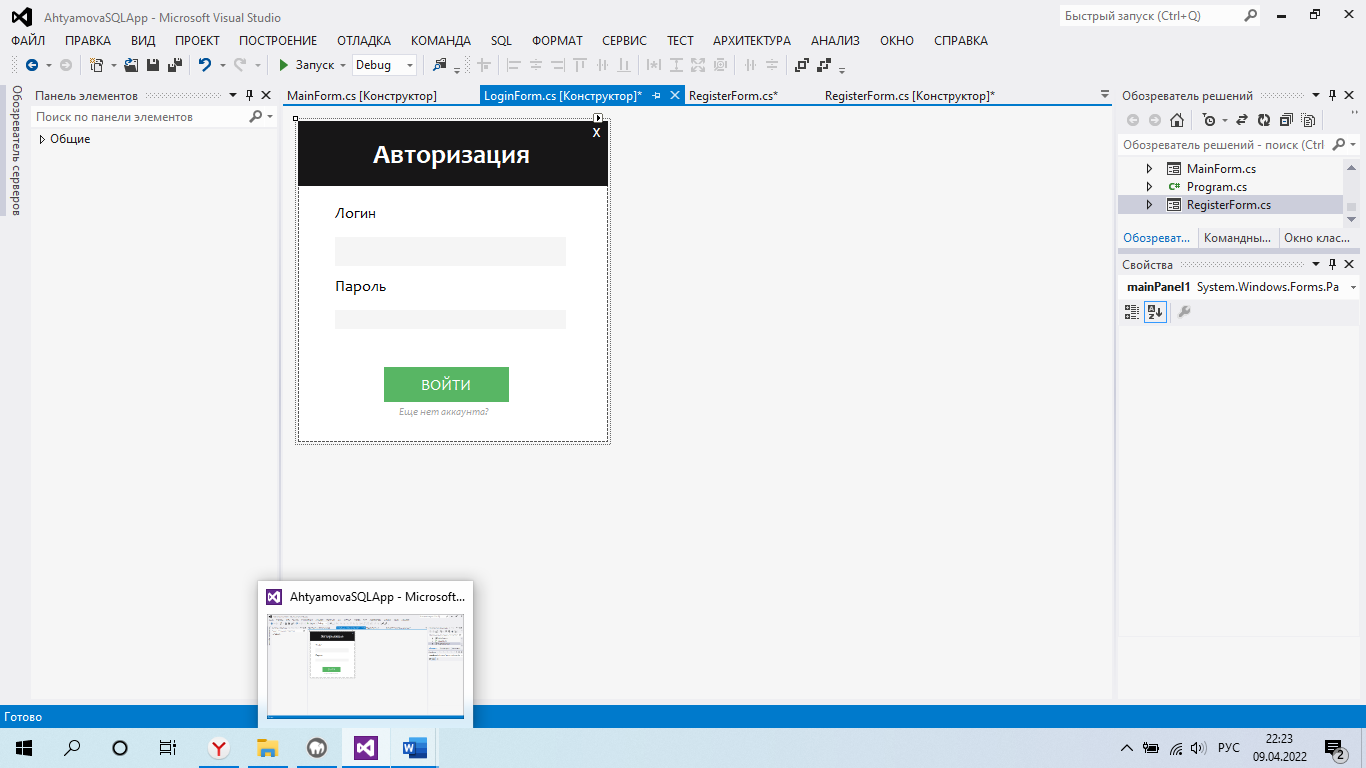 AhtyamovaSQLApp - Microsoft Visual Studio
Быстрый запуск (Ctrl+Q)
ФАЙЛ ПРАВКА ВИД ПРОЕКТ ПОСТРОЕНИЕ ОТЛАДКА КОМАНДА SQL ФОРМАТ СЕРВИС ТЕСТ АРХИТЕКТУРА АНАЛИЗ ОКНО СПРАВКА
Запуск Debug
Обозреватель серверов
Панель элементов
Поиск по панели элементов
Общие
MainForm.cs [Конструктор] LoginForm.cs [Конструктор]* RegisterForm.cs* RegisterForm.cs [Конструктор]*
X
Авторизация
Логин
Пароль
ВОЙТИ
Еще нет аккаунта?
Обозреватель решений
Обозреватель решений - поиск (Ctrl
MainForm.cs
C# Program.cs
RegisterForm.cs
Обозреват... Командны... Окно клас...
Свойства
mainPanel1 System.Windows.Forms.Pa
AhtyamovaSQLApp - Microsoft...
Готово
РУС
22:23
09.04.2022
2